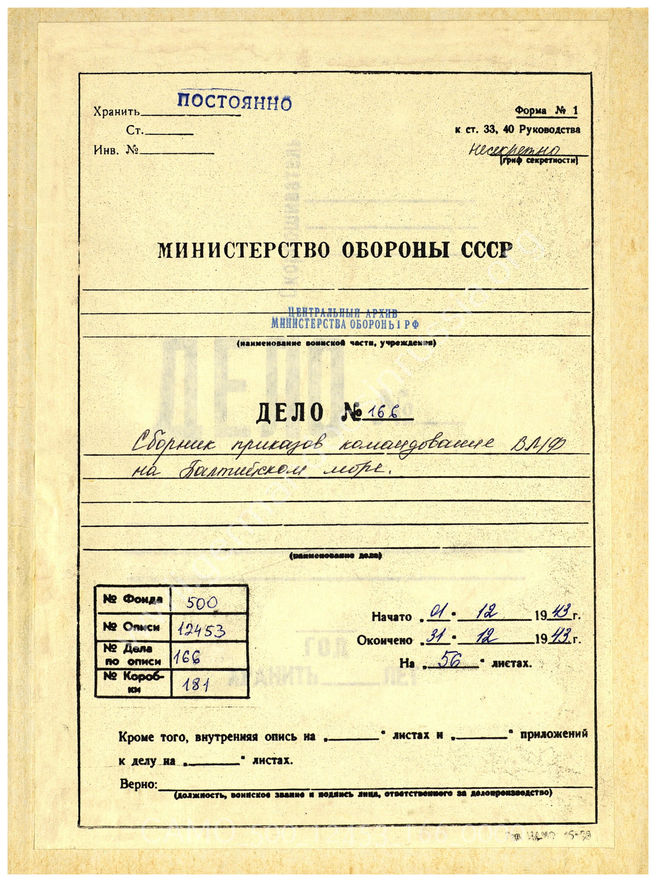 Хранить ПОСТОЯННО
Ст.
Инв. №
Форма № 1
к ст. 33, 40 Руководства
несекретно
(гриф секретности)
МИНИСТЕРСТВО ОБОРОНЫ СССР
ЦЕНТРАЛЬНЫЙ АРХИВ
МИНИСТЕРСТВА ОБОРОНЫ РФ
(наименование воинской части, учреждения)
ДЕЛО № 166
Сборник приказов командование ВМФ
на Балтийском море.
(наименование дела)
№ Фонда 500
№ Описи 12453
№ Дела по описи 166
№ Короб-ки 181
Начато „01" 12 1943 г.
Окончено „31" 12 1943 г.
На „56" листах.
Кроме того, внутренняя опись на „ " листах и „ " приложений
к делу на „ " листах.
Верно:
(должность, воинское звание и подпись лица, ответственного за делопроизводство)